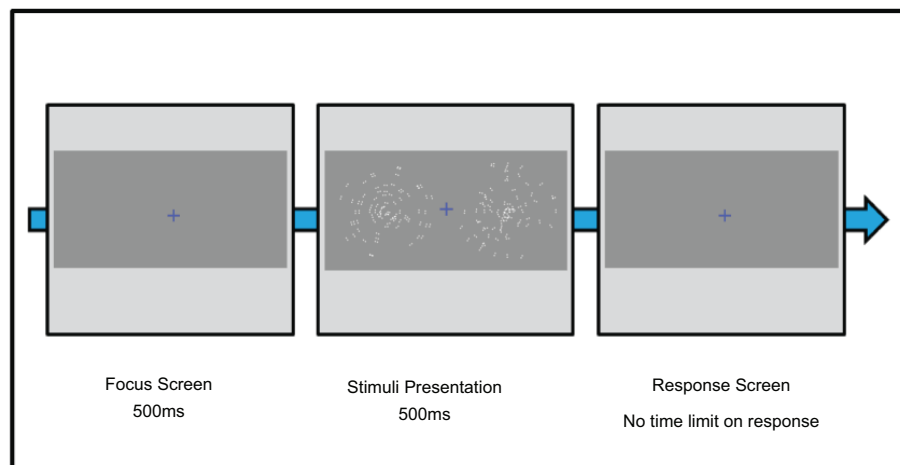 Focus Screen
500ms
Stimuli Presentation
500ms
Response Screen
No time limit on response